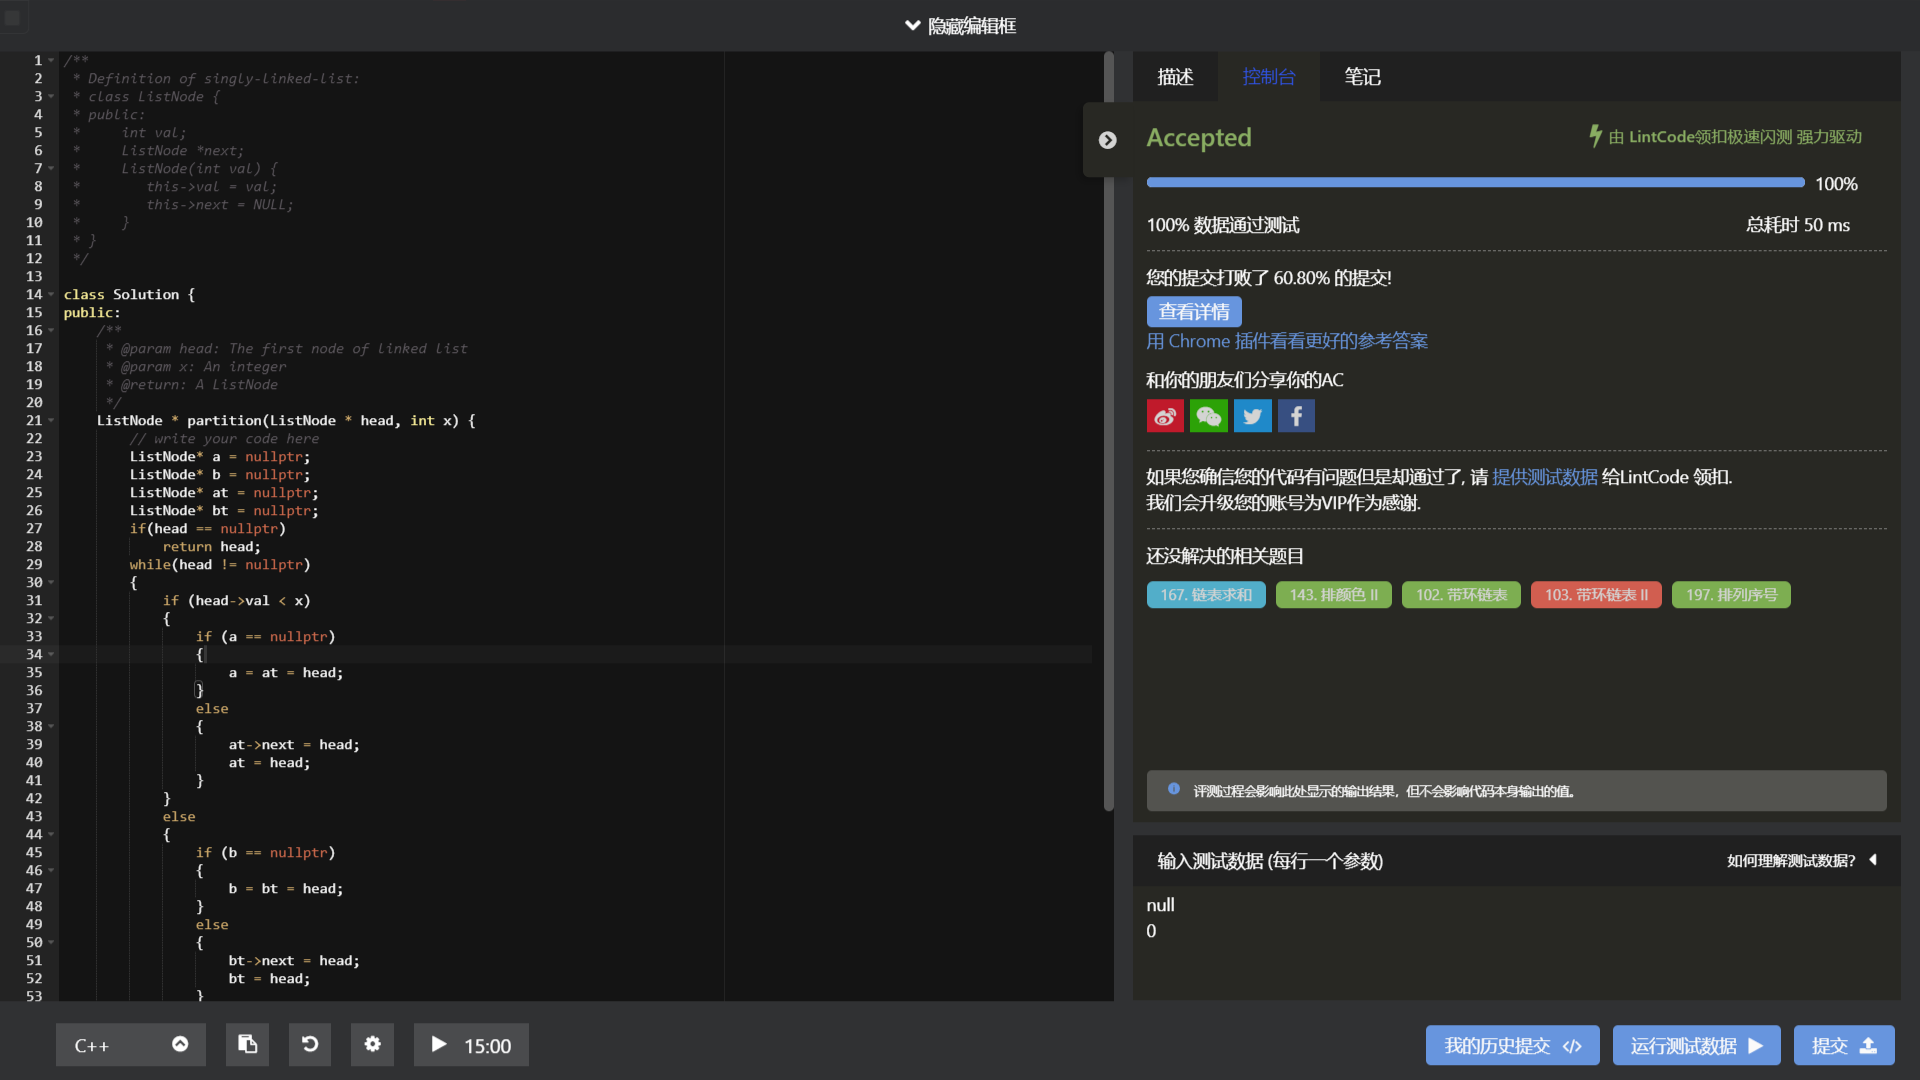 隐藏编辑框
1 /**
2 * Definition of singly-linked-list:
3 * class ListNode {
4 * public:
5 *     int val;
6 *     ListNode *next;
7 *     ListNode(int val) {
8 *        this->val = val;
9 *        this->next = NULL;
10 *     }
11 * }
12 */
13
14 class Solution {
15 public:
16     /**
17      * @param head: The first node of linked list
18      * @param x: An integer
19      * @return: A ListNode
20      */
21     ListNode * partition(ListNode * head, int x) {
22         // write your code here
23         ListNode* a = nullptr;
24         ListNode* b = nullptr;
25         ListNode* at = nullptr;
26         ListNode* bt = nullptr;
27         if(head == nullptr)
28             return head;
29         while(head != nullptr)
30         {
31             if (head->val < x)
32             {
33                 if (a == nullptr)
34                 {
35                     a = at = head;
36                 }
37                 else
38                 {
39                     at->next = head;
40                     at = head;
41                 }
42             }
43             else
44             {
45                 if (b == nullptr)
46                 {
47                     b = bt = head;
48                 }
49                 else
50                 {
51                     bt->next = head;
52                     bt = head;
53                 }
C++
15:00
描述 控制台 笔记
Accepted 由 LintCode领扣极速闪测 强力驱动
100%
100% 数据通过测试 总耗时 50 ms
您的提交打败了 60.80% 的提交!
查看详情
用 Chrome 插件看看更好的参考答案
和你的朋友们分享你的AC
如果您确信您的代码有问题但是却通过了, 请 提供测试数据 给LintCode 领扣.
我们会升级您的账号为VIP作为感谢.
还没解决的相关题目
167. 链表求和 143. 排颜色 II 102. 带环链表 103. 带环链表 II 197. 排列序号
评测过程会影响此处显示的输出结果，但不会影响代码本身输出的值。
输入测试数据 (每行一个参数) 如何理解测试数据?
null
0
我的历史提交 运行测试数据 提交